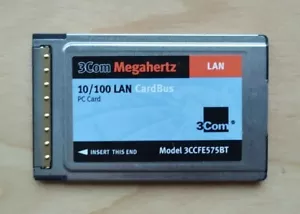 3Com Megahertz LAN
10/100 LAN CardBus
PC Card
3Com
INSERT THIS END Model 3CCFE575BT